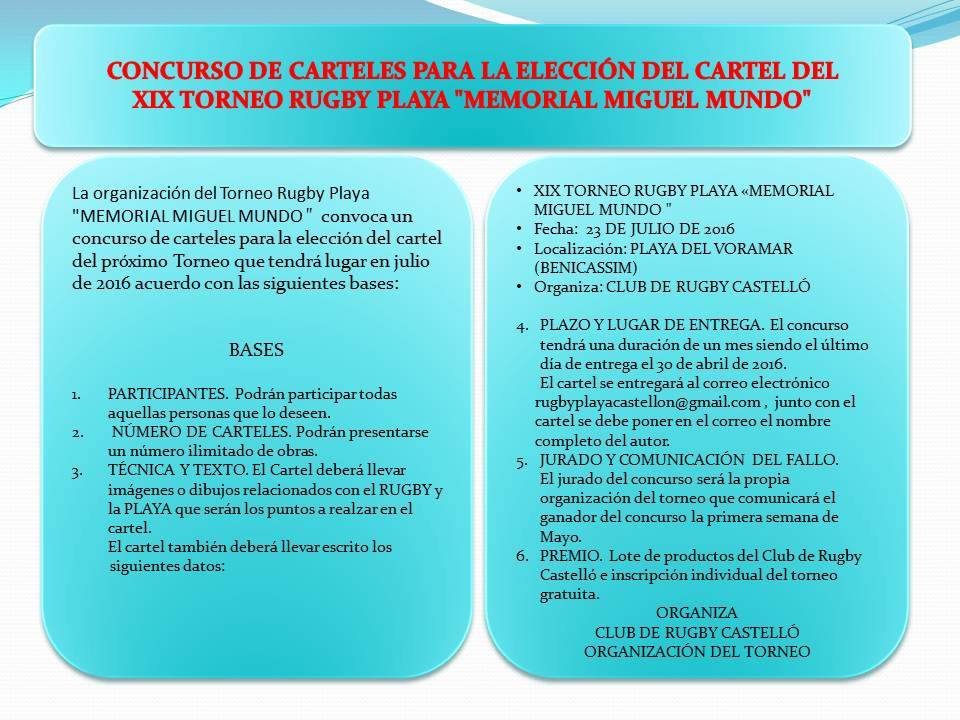 CONCURSO DE CARTELES PARA LA ELECCIÓN DEL CARTEL DEL
XIX TORNEO RUGBY PLAYA "MEMORIAL MIGUEL MUNDO"
La organización del Torneo Rugby Playa
"MEMORIAL MIGUEL MUNDO" convoca un
concurso de carteles para la elección del cartel
del próximo Torneo que tendrá lugar en julio
de 2016 acuerdo con las siguientes bases:
BASES
1. PARTICIPANTES. Podrán participar todas
aquellas personas que lo deseen.
2. NÚMERO DE CARTELES. Podrán presentarse
un número ilimitado de obras.
3. TÉCNICA Y TEXTO. El Cartel deberá llevar
imágenes o dibujos relacionados con el RUGBY y
la PLAYA que serán los puntos a realzar en el
cartel.
El cartel también deberá llevar escrito los
siguientes datos:
• XIX TORNEO RUGBY PLAYA «MEMORIAL
MIGUEL MUNDO "
• Fecha: 23 DE JULIO DE 2016
• Localización: PLAYA DEL VORAMAR
(BENICASSIM)
• Organiza: CLUB DE RUGBY CASTELLÓ
4. PLAZO Y LUGAR DE ENTREGA. El concurso
tendrá una duración de un mes siendo el último
día de entrega el 30 de abril de 2016.
El cartel se entregará al correo electrónico
rugbyplayacastellon@gmail.com , junto con el
cartel se debe poner en el correo el nombre
completo del autor.
5. JURADO Y COMUNICACIÓN DEL FALLO.
El jurado del concurso será la propia
organización del torneo que comunicará el
ganador del concurso la primera semana de
Mayo.
6. PREMIO. Lote de productos del Club de Rugby
Castelló e inscripción individual del torneo
gratuita.
ORGANIZA
CLUB DE RUGBY CASTELLÓ
ORGANIZACIÓN DEL TORNEO